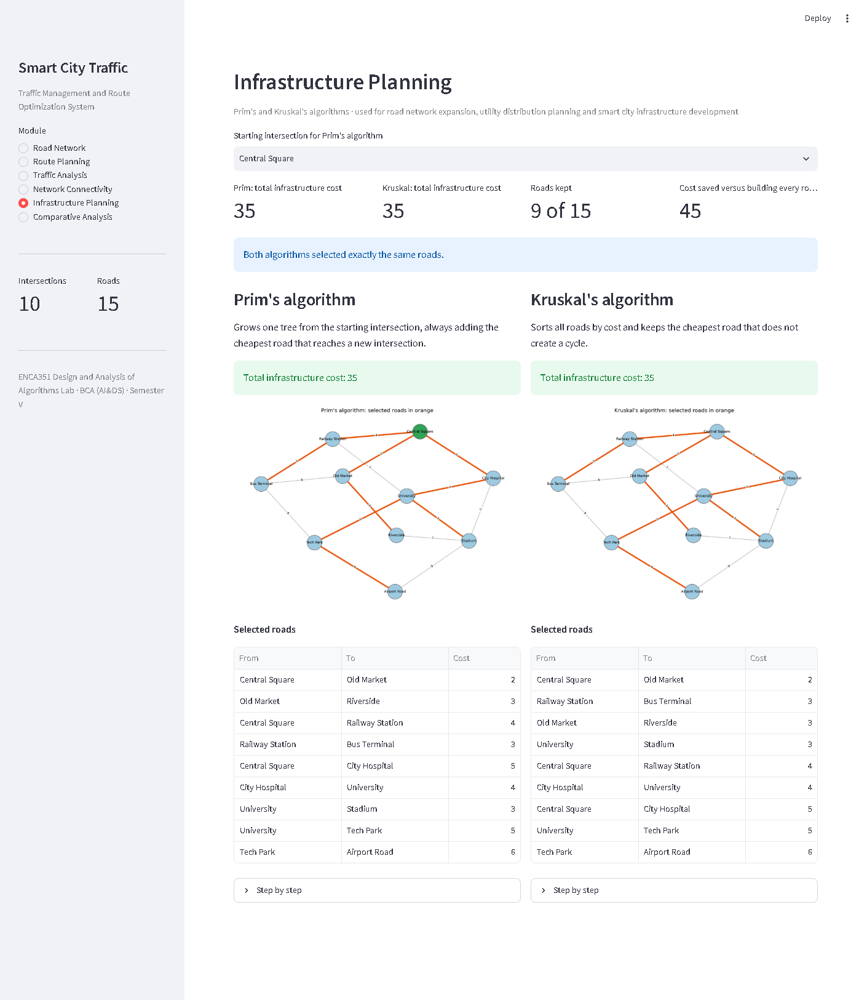 Deploy
Smart City Traffic
Traffic Management and Route
Optimization System
Module
Road Network
Route Planning
Traffic Analysis
Network Connectivity
Infrastructure Planning
Comparative Analysis
Intersections
Roads
10
15
ENCA351 Design and Analysis of
Algorithms Lab · BCA (AI&DS) · Semester
V
Infrastructure Planning
Prim's and Kruskal's algorithms · used for road network expansion, utility distribution planning and smart city infrastructure development
Starting intersection for Prim's algorithm
Central Square
Prim: total infrastructure cost
Kruskal: total infrastructure cost
Roads kept
Cost saved versus building every ro...
35
35
9 of 15
45
Both algorithms selected exactly the same roads.
Prim's algorithm
Grows one tree from the starting intersection, always adding the
cheapest road that reaches a new intersection.
Total infrastructure cost: 35
Prim's algorithm: selected roads in orange
Central Square
Railway Station
Old Market
City Hospital
Bus Terminal
University
Riverside
Stadium
Tech Park
Airport Road
4
6
7
Selected roads
From To Cost
Central Square Old Market 2
Old Market Riverside 3
Central Square Railway Station 4
Railway Station Bus Terminal 3
Central Square City Hospital 5
City Hospital University 4
University Stadium 3
University Tech Park 5
Tech Park Airport Road 6
Step by step
Kruskal's algorithm
Sorts all roads by cost and keeps the cheapest road that does not
create a cycle.
Total infrastructure cost: 35
Kruskal's algorithm: selected roads in orange
Central Square
Railway Station
Old Market
City Hospital
Bus Terminal
University
Riverside
Stadium
Tech Park
Airport Road
4
6
7
Selected roads
From To Cost
Central Square Old Market 2
Railway Station Bus Terminal 3
Old Market Riverside 3
University Stadium 3
Central Square Railway Station 4
City Hospital University 4
Central Square City Hospital 5
University Tech Park 5
Tech Park Airport Road 6
Step by step